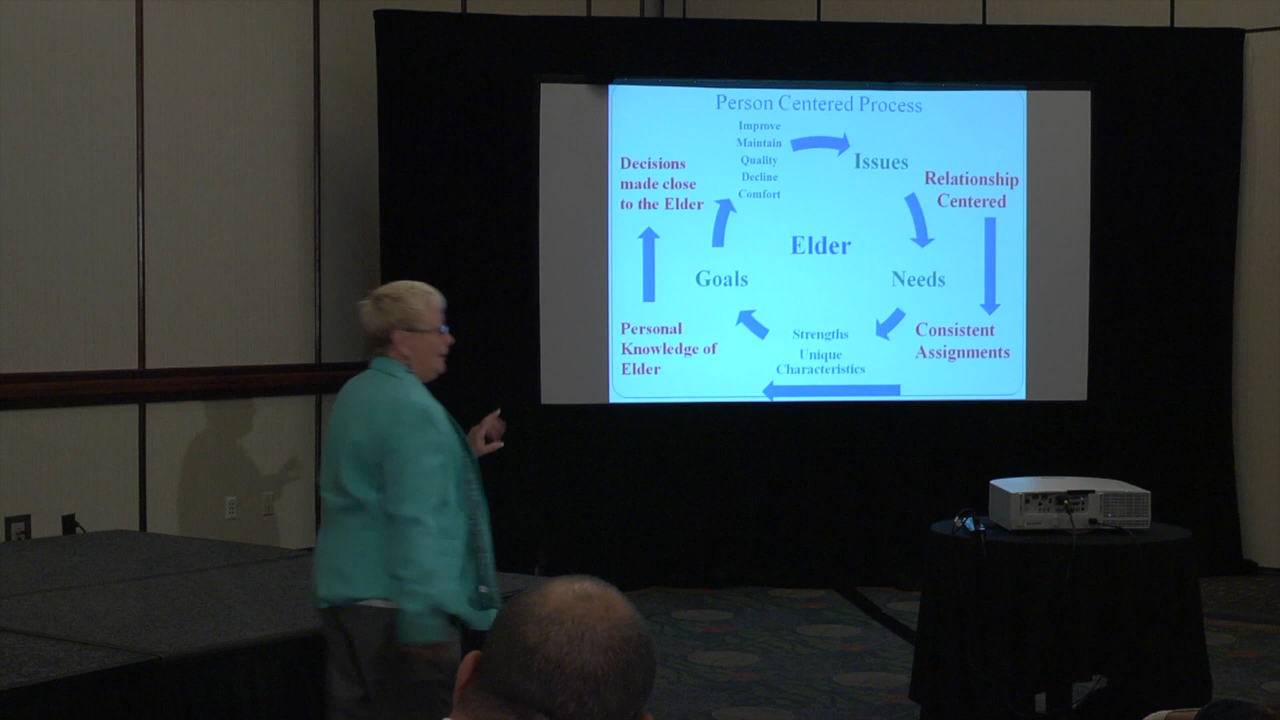 Person Centered Process
Improve
Maintain
Quality
Decline
Comfort
Issues
Decisions
made close
to the Elder
Relationship
Centered
Elder
Goals
Needs
Personal
Knowledge of
Elder
Strengths
Unique
Characteristics
Consistent
Assignments